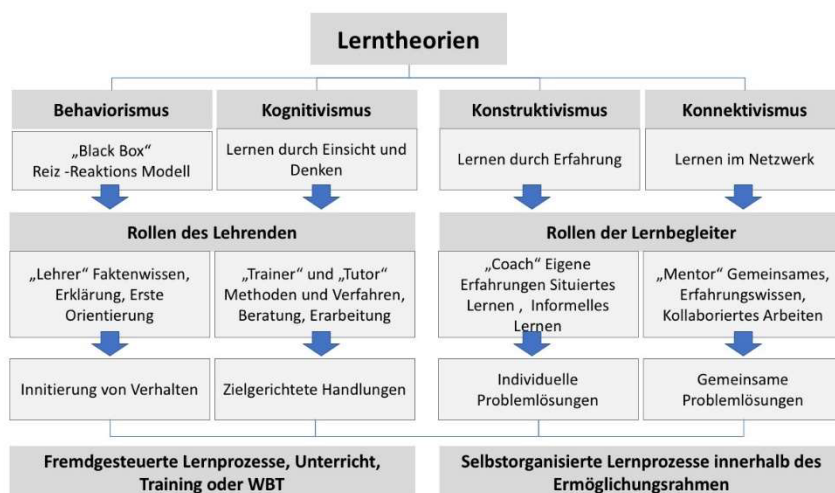 Lerntheorien
Behaviorismus
Kognitivismus
Konstruktivismus
Konnektivismus
„Black Box“
Reiz -Reaktions Modell
Lernen durch Einsicht und
Denken
Lernen durch Erfahrung
Lernen im Netzwerk
Rollen des Lehrenden
Rollen der Lernbegleiter
„Lehrer“ Faktenwissen,
Erklärung, Erste
Orientierung
„Trainer“ und „Tutor“
Methoden und Verfahren,
Beratung, Erarbeitung
„Coach“ Eigene
Erfahrungen Situiertes
Lernen , Informelles
Lernen
„Mentor“ Gemeinsames,
Erfahrungswissen,
Kollaboriertes Arbeiten
Innitierung von Verhalten
Zielgerichtete Handlungen
Individuelle
Problemlösungen
Gemeinsame
Problemlösungen
Fremdgesteuerte Lernprozesse, Unterricht,
Training oder WBT
Selbstorganisierte Lernprozesse innerhalb des
Ermöglichungsrahmen